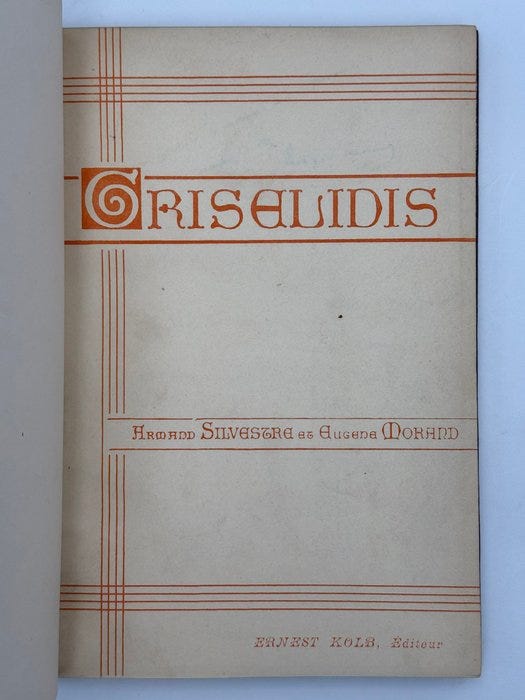 GRISELIDIS
ARMAND SILVESTRE ET EUGENE MORAND
ERNEST KOLB, Éditeur